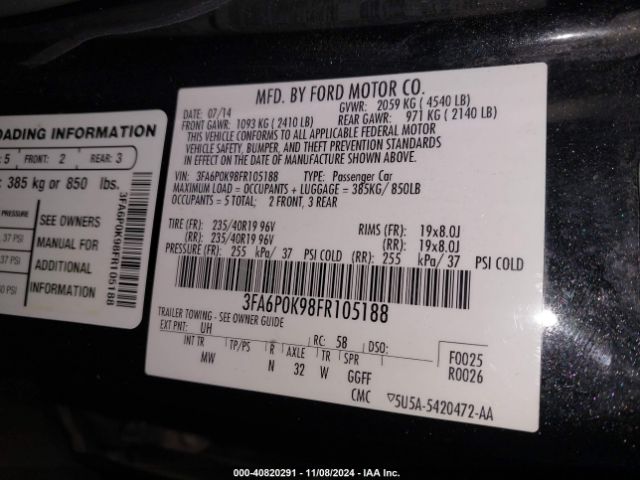 MFD. BY FORD MOTOR CO.
DATE: 07/14 GVWR: 2059 KG ( 4540 LB)
FRONT GAWR: 1093 KG ( 2410 LB) REAR GAWR: 971 KG ( 2140 LB)
THIS VEHICLE CONFORMS TO ALL APPLICABLE FEDERAL MOTOR
VEHICLE SAFETY, BUMPER, AND THEFT PREVENTION STANDARDS
IN EFFECT ON THE DATE OF MANUFACTURE SHOWN ABOVE.
VIN: 3FA6P0K98FR105188 TYPE: Passenger Car
MAXIMUM LOAD = OCCUPANTS + LUGGAGE = 385KG/ 850LB
OCCUPANTS = 5 TOTAL; 2 FRONT, 3 REAR
TIRE (FR): 235/40R19 96V RIMS (FR): 19x8.0J
(RR): 235/40R19 96V (RR): 19x8.0J
PRESSURE (FR): 255 kPa/ 37 PSI COLD (RR): 255 kPa/ 37 PSI COLD
3FA6P0K98FR105188
TRAILER TOWING - SEE OWNER GUIDE
EXT PNT: UH RC: 58 DSO:
INT TR TP/PS R AXLE TR SPR F0025
MW N 32 W GGFF R0026
CMC ▽5U5A-5420472-AA
OADING INFORMATION
: 5 FRONT: 2 REAR: 3
: 385 kg or 850 lbs.
SEE OWNERS
, 37 PSI MANUAL FOR
, 37 PSI ADDITIONAL
0 PSI INFORMATION
3FA6P0K98FR105188
000-40820291 - 11/08/2024 - IAA Inc.